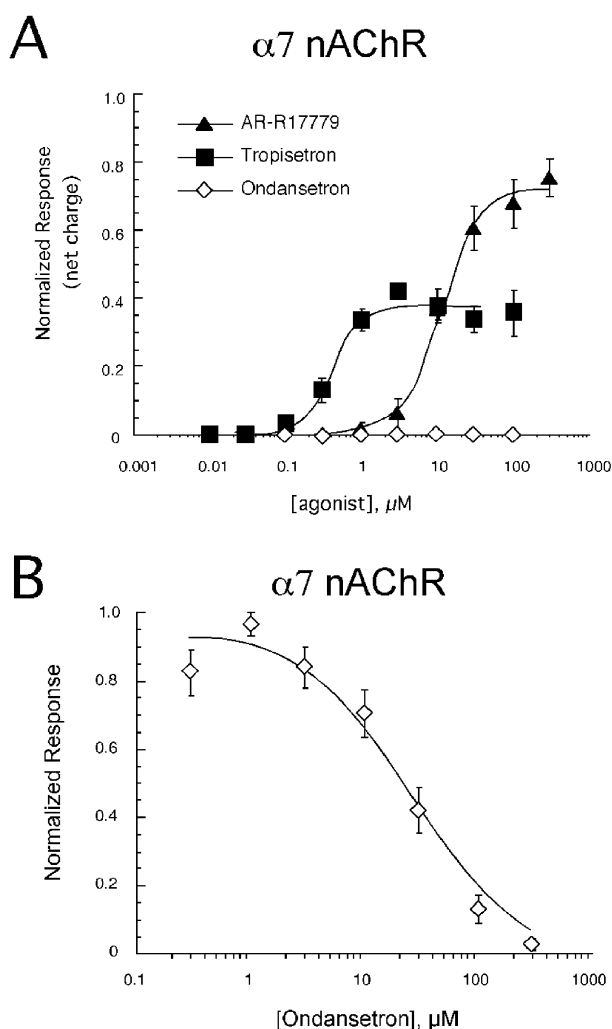 A
α7 nAChR
Normalized Response
(net charge)
1.0
0.8
0.6
0.4
0.2
0
AR-R17779
Tropisetron
Ondansetron
0.001 0.01 0.1 1 10 100 1000
[agonist], µM
B
α7 nAChR
Normalized Response
1.0
0.8
0.6
0.4
0.2
0
0.1 1 10 100 1000
[Ondansetron], µM